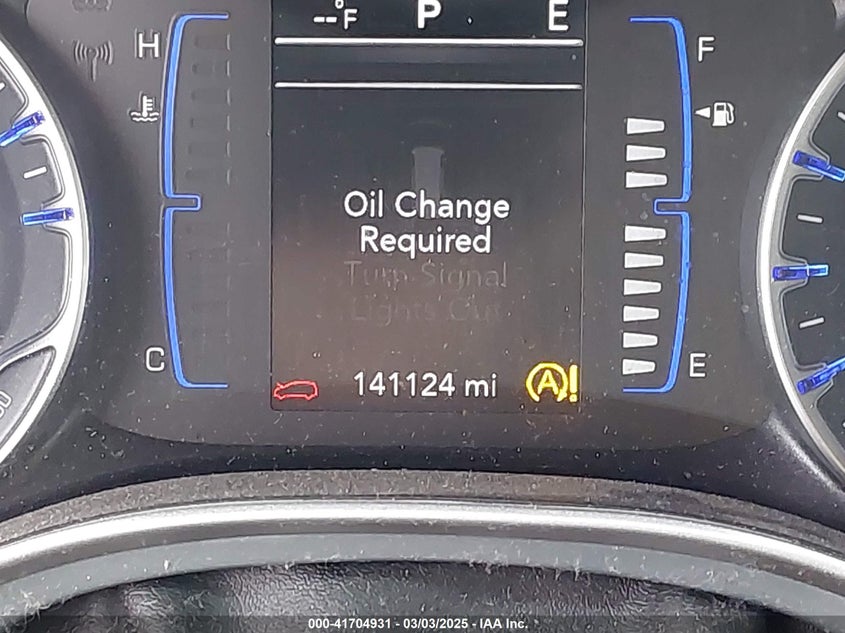 --°F P E
H F
Oil Change
Required
Turn Signal
Lights Out
C E
141124 mi A!
000-41704931 - 03/03/2025 - IAA Inc.